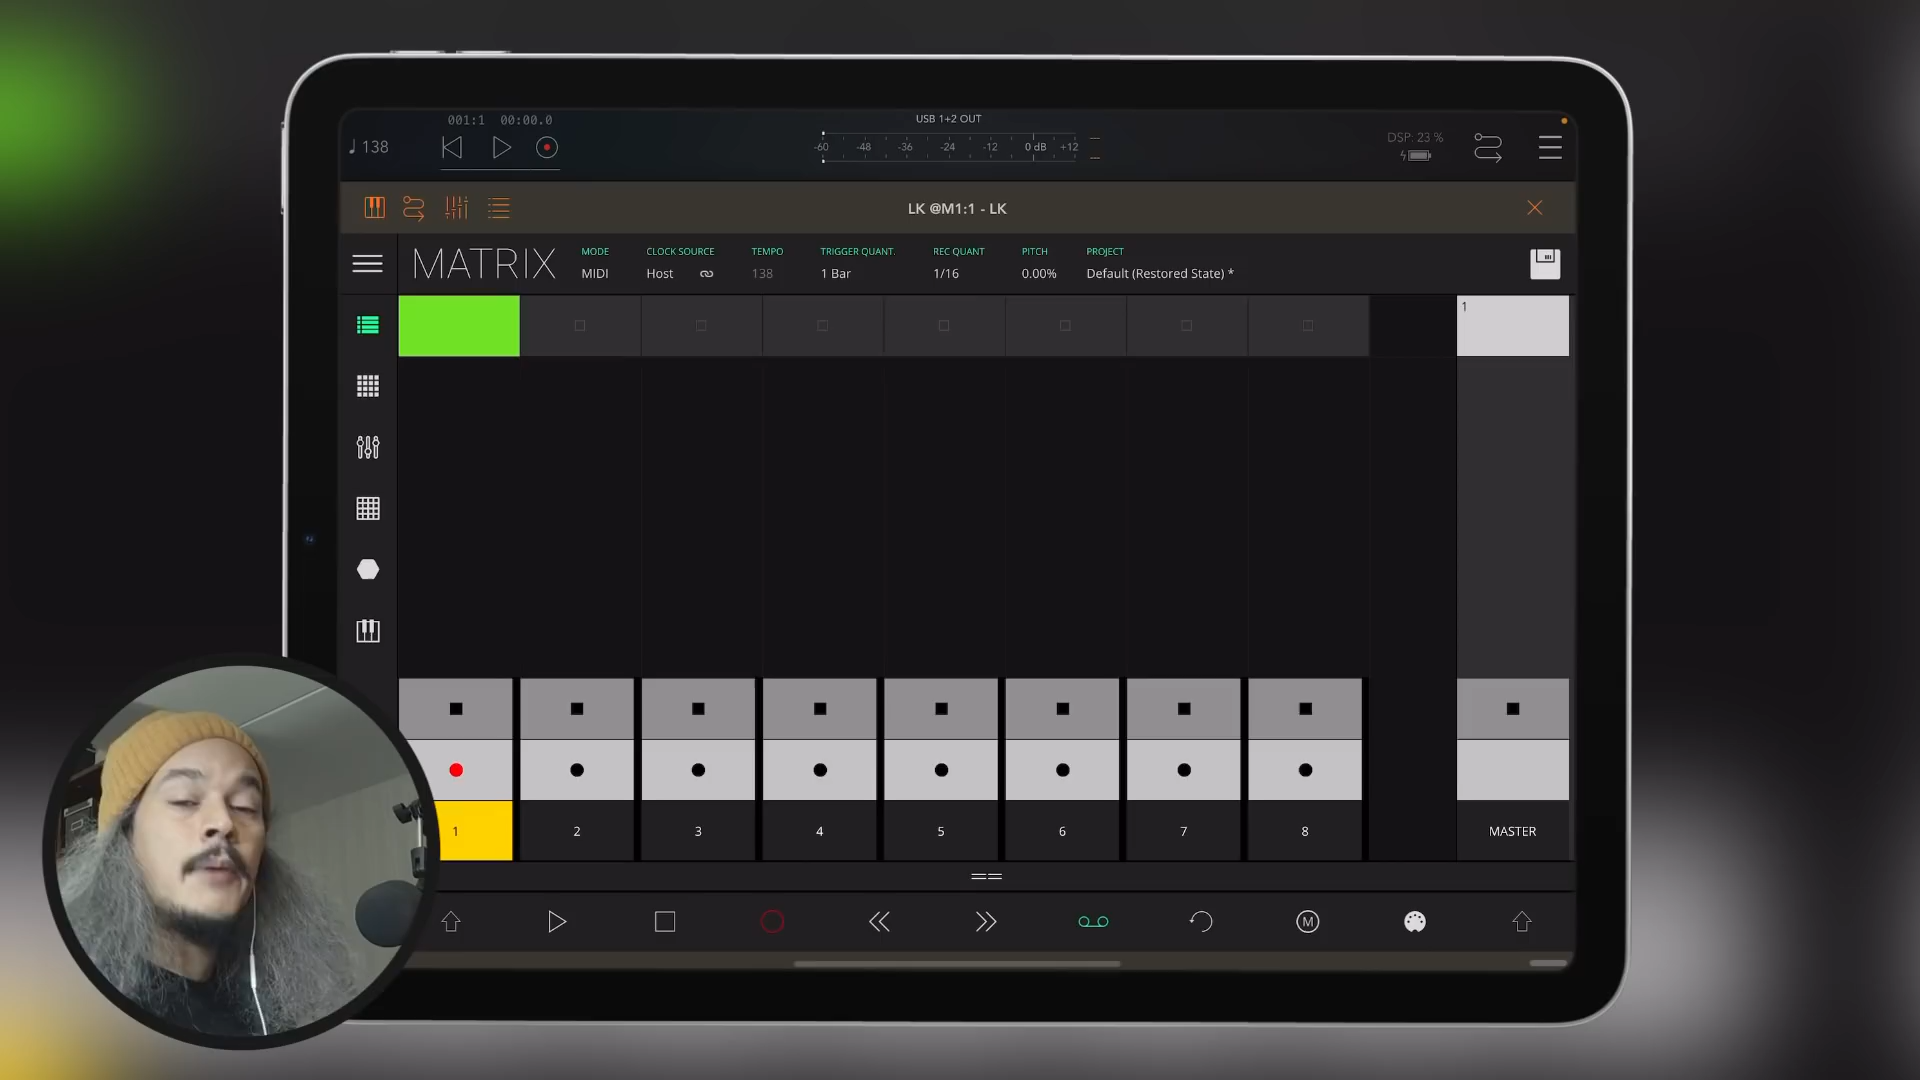 001:1 00:00.0
USB 1+2 OUT
138
-60 -48 -36 -24 -12 0 dB +12
DSP: 23 %
LK @M1:1 - LK
MATRIX
MODE CLOCK SOURCE TEMPO TRIGGER QUANT. REC QUANT PITCH PROJECT
MIDI Host 138 1 Bar 1/16 0.00% Default (Restored State) *
1
1 2 3 4 5 6 7 8 MASTER
M